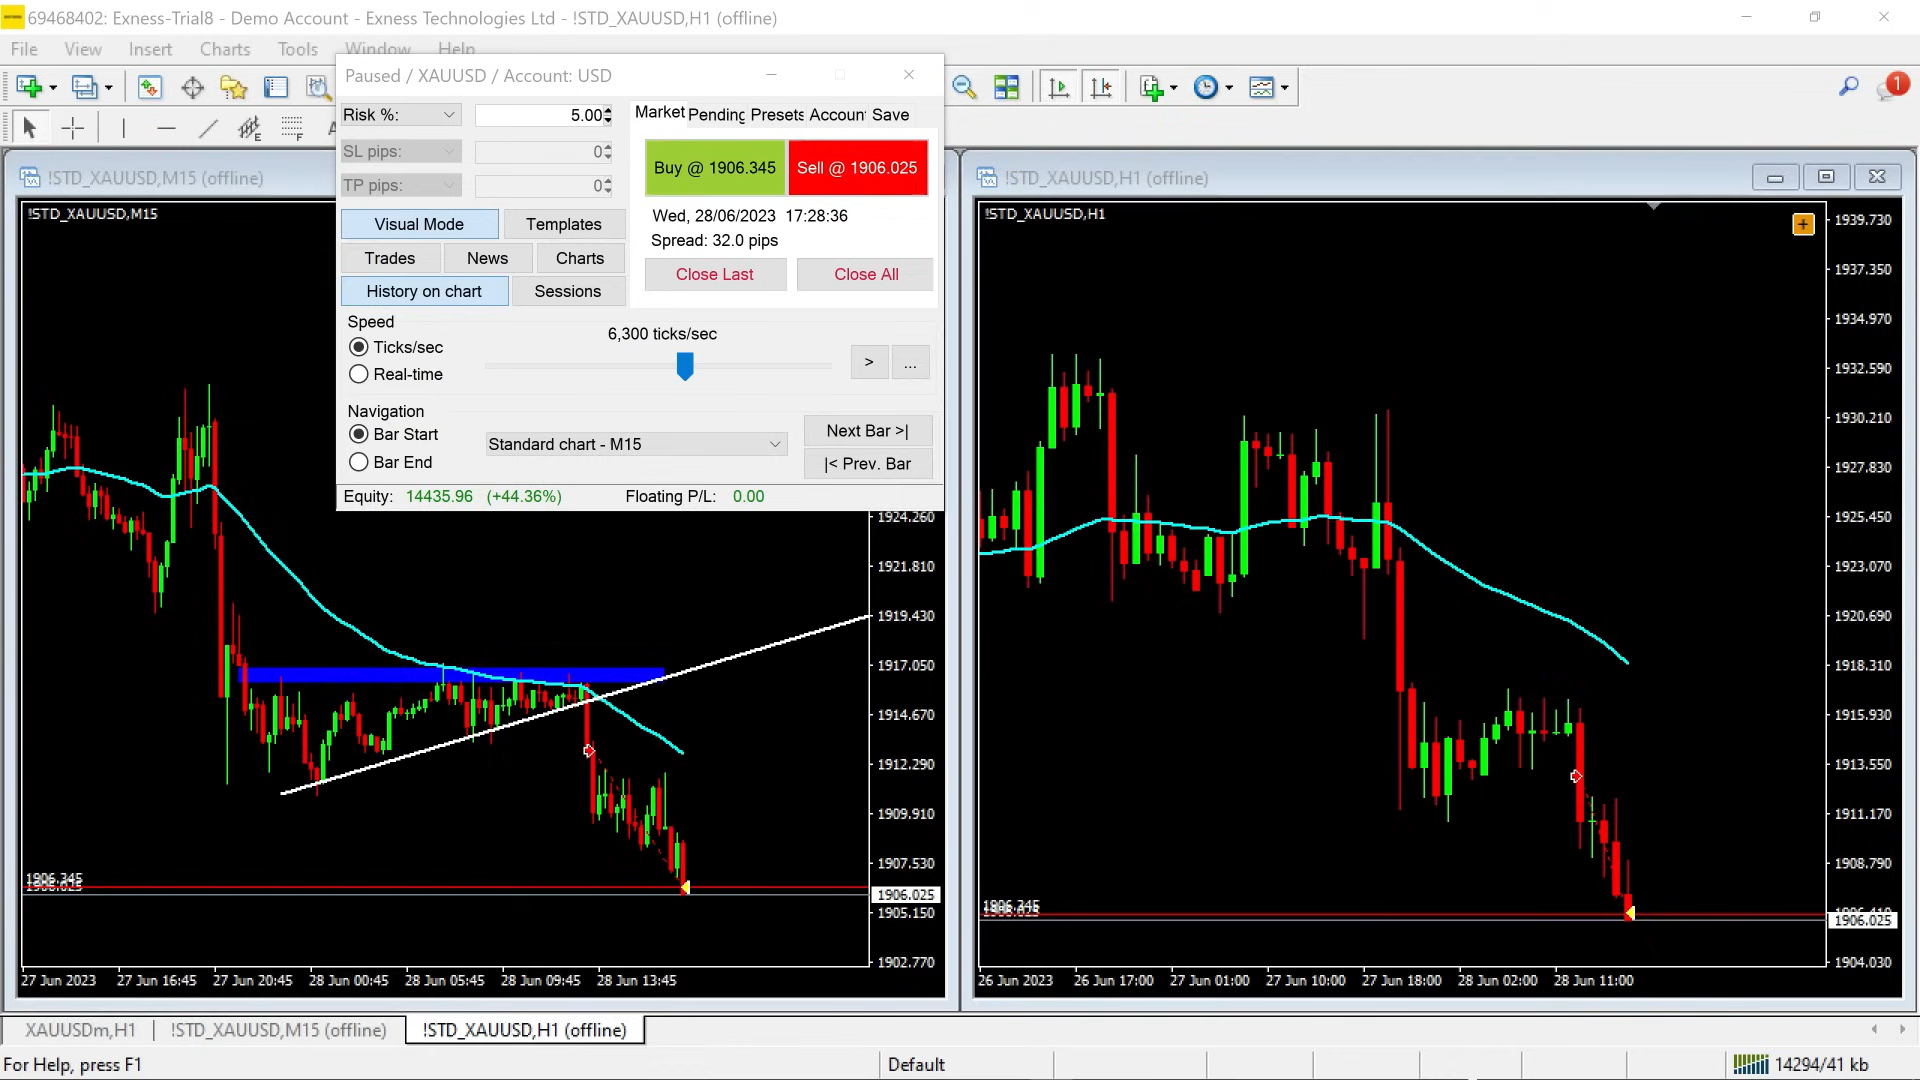 69468402: Exness-Trial8 - Demo Account - Exness Technologies Ltd - !STD_XAUUSD,H1 (offline)
File View Insert Charts Tools Window Help
1
Paused / XAUUSD / Account: USD
Risk %: 5.00
SL pips: 0
TP pips: 0
Visual Mode Templates
Trades News Charts
History on chart Sessions
Market Pending Presets Accoun Save
Buy @ 1906.345 Sell @ 1906.025
Wed, 28/06/2023 17:28:36
Spread: 32.0 pips
Close Last Close All
Speed
6,300 ticks/sec
Ticks/sec
Real-time
> ...
Navigation
Bar Start
Bar End
Standard chart - M15
Next Bar >|
|< Prev. Bar
Equity: 14435.96 (+44.36%) Floating P/L: 0.00
!STD_XAUUSD,M15 (offline)
!STD_XAUUSD,M15
1924.260
1921.810
1919.430
1917.050
1914.670
1912.290
1909.910
1907.530
1906.345
1906.025
1905.150
1902.770
27 Jun 2023 27 Jun 16:45 27 Jun 20:45 28 Jun 00:45 28 Jun 05:45 28 Jun 09:45 28 Jun 13:45
!STD_XAUUSD,H1 (offline)
!STD_XAUUSD,H1
1939.730
1937.350
1934.970
1932.590
1930.210
1927.830
1925.450
1923.070
1920.690
1918.310
1915.930
1913.550
1911.170
1908.790
1906.345
1906.025
1904.030
26 Jun 2023 26 Jun 17:00 27 Jun 01:00 27 Jun 10:00 27 Jun 18:00 28 Jun 02:00 28 Jun 11:00
XAUUSDm,H1 !STD_XAUUSD,M15 (offline) !STD_XAUUSD,H1 (offline)
For Help, press F1 Default 14294/41 kb